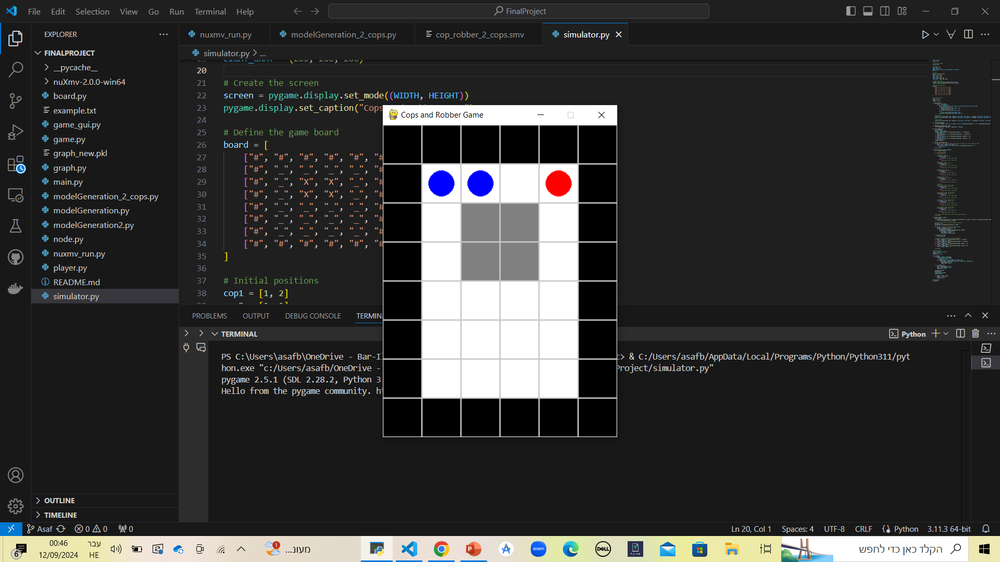 File Edit Selection View Go Run Terminal Help
FinalProject
EXPLORER
nuxmv_run.py
modelGeneration_2_cops.py
cop_robber_2_cops.smv
simulator.py
FINALPROJECT
__pycache__
nuXmv-2.0.0-win64
board.py
example.txt
game_gui.py
game.py
graph_new.pkl
graph.py
main.py
modelGeneration_2_cops.py
modelGeneration.py
modelGeneration2.py
node.py
nuxmv_run.py
player.py
README.md
simulator.py
OUTLINE
TIMELINE
simulator.py > ...
20
21 # Create the screen
22 screen = pygame.display.set_mode((WIDTH, HEIGHT))
23 pygame.display.set_caption("Cops
24
25 # Define the game board
26 board = [
27 ["#", "#", "#", "#", "#", "#
28 ["#", "_", "_", "_", "_", "#
29 ["#", "_", "X", "X", "_", "#
30 ["#", "_", "X", "X", "_", "#
31 ["#", "_", "_", "_", "_", "#
32 ["#", "_", "_", "_", "_", "#
33 ["#", "_", "_", "_", "_", "#
34 ["#", "#", "#", "#", "#", "#
35 ]
36
37 # Initial positions
38 cop1 = [1, 2]
Cops and Robber Game
PROBLEMS OUTPUT DEBUG CONSOLE TERMIN
TERMINAL
Python
PS C:\Users\asafb\OneDrive - Bar-Il t> & C:/Users/asafb/AppData/Local/Programs/Python/Python311/pyt
hon.exe "c:/Users/asafb/OneDrive - Project/simulator.py"
pygame 2.5.1 (SDL 2.28.2, Python 3
Hello from the pygame community. ht
Asaf 0 0 0
Ln 20, Col 1 Spaces: 4 UTF-8 CRLF Python 3.11.3 64-bit
6
00:46
12/09/2024
עבר
HE
1
מעונ...
zoom
DELL
הקלד כאן כדי לחפש